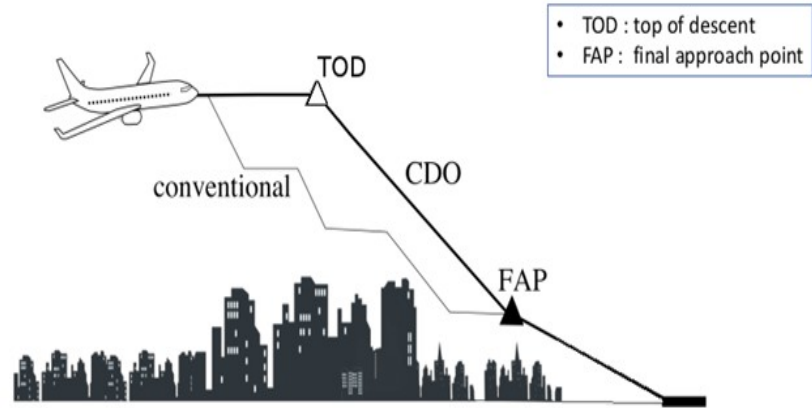 • TOD : top of descent
• FAP : final approach point
TOD
CDO
conventional
FAP